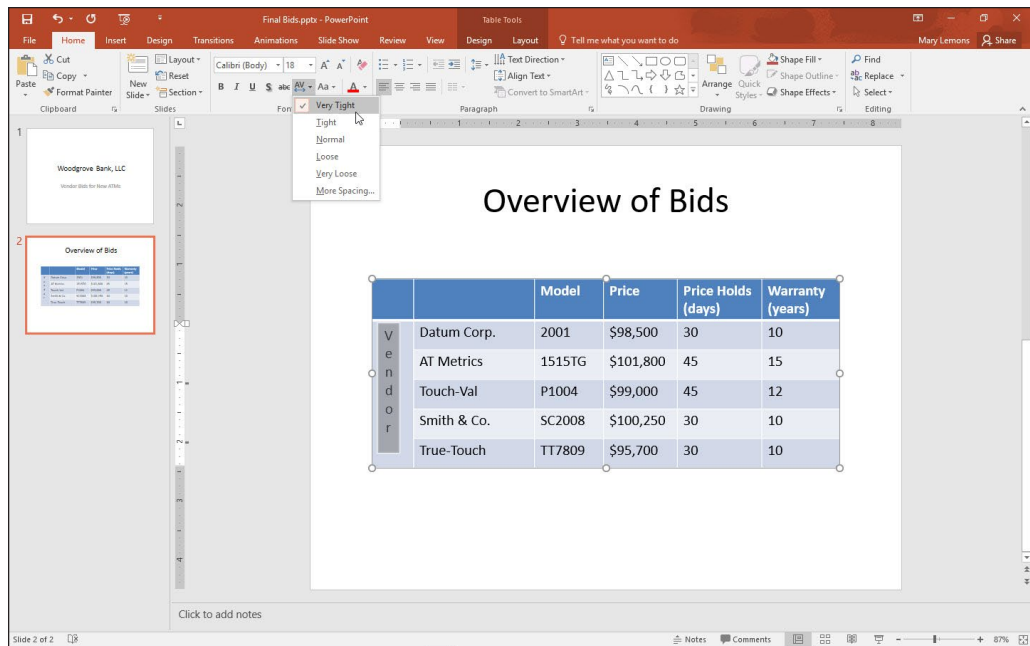 Final Bids.pptx - PowerPoint
Table Tools
File Home Insert Design Transitions Animations Slide Show Review View Design Layout Tell me what you want to do
Mary Lemons Share
Paste
Cut
Copy
Format Painter
Clipboard
New Slide
Layout
Reset
Section
Slides
Calibri (Body) 18
B I U S abc AV Aa A
Font
Text Direction
Align Text
Convert to SmartArt
Paragraph
Arrange
Quick Styles
Shape Fill
Shape Outline
Shape Effects
Drawing
Find
Replace
Select
Editing
Very Tight
Tight
Normal
Loose
Very Loose
More Spacing...
1
Woodgrove Bank, LLC
Vendor Bids for New ATMs
2
Overview of Bids
Overview of Bids
Model Price Price Holds (days) Warranty (years)
Vendor
Datum Corp. 2001 $98,500 30 10
AT Metrics 1515TG $101,800 45 15
Touch-Val P1004 $99,000 45 12
Smith & Co. SC2008 $100,250 30 10
True-Touch TT7809 $95,700 30 10
Click to add notes
Slide 2 of 2
Notes Comments 87%